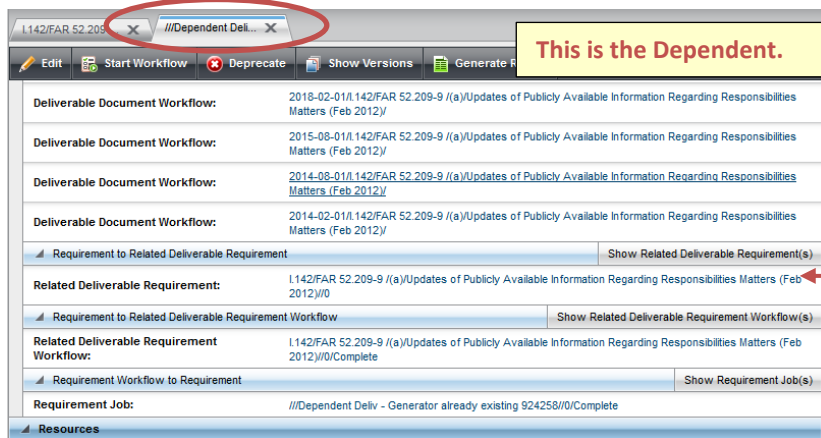 I.142/FAR 52.209-... X ///Dependent Deli... X
This is the Dependent.
Edit Start Workflow Deprecate Show Versions Generate R
Deliverable Document Workflow: 2018-02-01/I.142/FAR 52.209-9 /(a)/Updates of Publicly Available Information Regarding Responsibilities
Matters (Feb 2012)/
Deliverable Document Workflow: 2015-08-01/I.142/FAR 52.209-9 /(a)/Updates of Publicly Available Information Regarding Responsibilities
Matters (Feb 2012)/
Deliverable Document Workflow: 2014-08-01/I.142/FAR 52.209-9 /(a)/Updates of Publicly Available Information Regarding Responsibilities
Matters (Feb 2012)/
Deliverable Document Workflow: 2014-02-01/I.142/FAR 52.209-9 /(a)/Updates of Publicly Available Information Regarding Responsibilities
Matters (Feb 2012)/
Requirement to Related Deliverable Requirement Show Related Deliverable Requirement(s)
Related Deliverable Requirement: I.142/FAR 52.209-9 /(a)/Updates of Publicly Available Information Regarding Responsibilities Matters (Feb
2012)//0
Requirement to Related Deliverable Requirement Workflow Show Related Deliverable Requirement Workflow(s)
Related Deliverable Requirement I.142/FAR 52.209-9 /(a)/Updates of Publicly Available Information Regarding Responsibilities Matters (Feb
Workflow: 2012)//0/Complete
Requirement Workflow to Requirement Show Requirement Job(s)
Requirement Job: ///Dependent Deliv - Generator already existing 924258//0/Complete
Resources